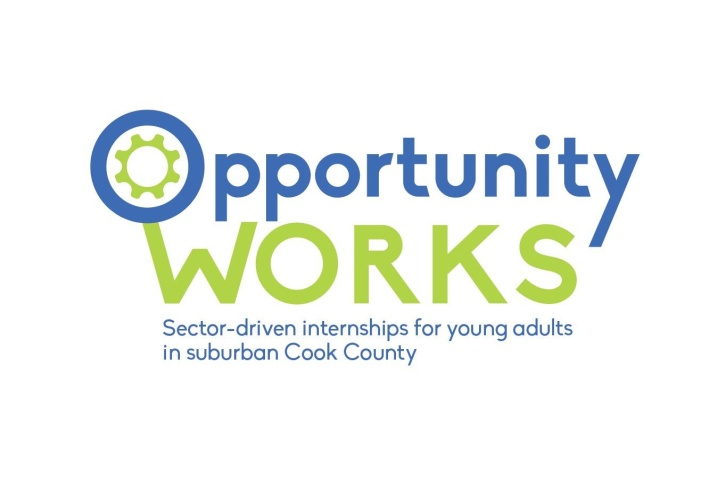 Opportunity
WORKS
Sector-driven internships for young adults
in suburban Cook County